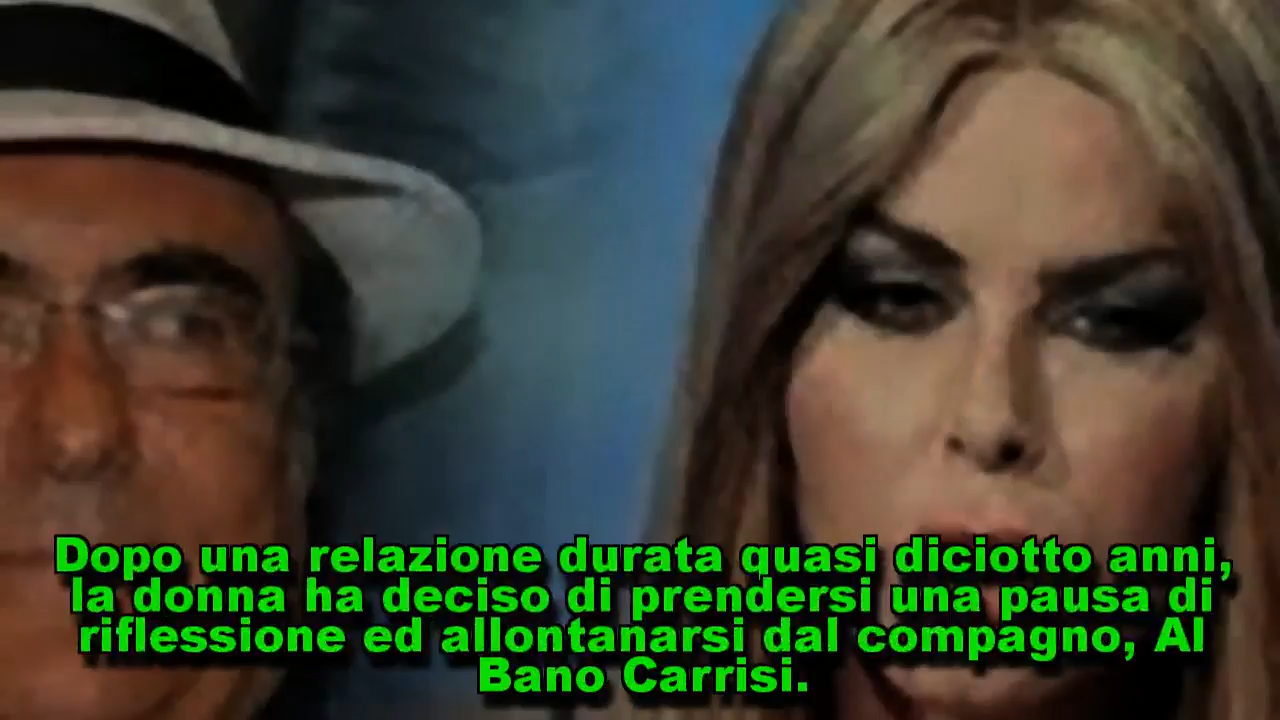 Dopo una relazione durata quasi diciotto anni,
la donna ha deciso di prendersi una pausa di
riflessione ed allontanarsi dal compagno, Al
Bano Carrisi.